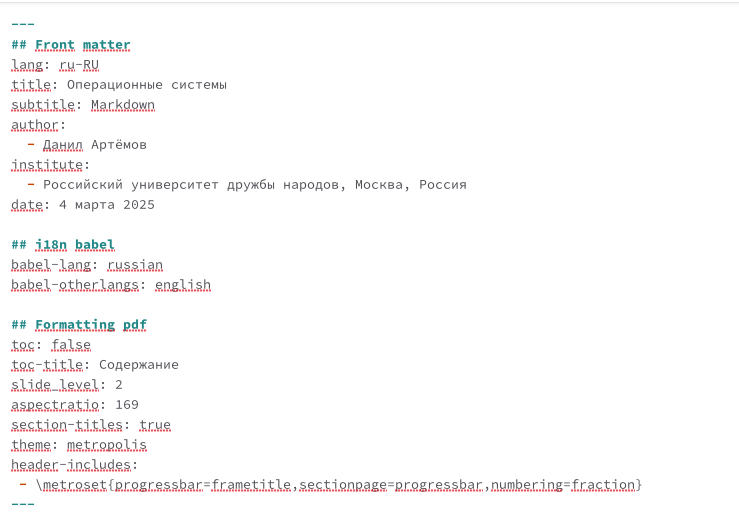 ---
## Front matter
lang: ru-RU
title: Операционные системы
subtitle: Markdown
author:
  - Данил Артёмов
institute:
  - Российский университет дружбы народов, Москва, Россия
date: 4 марта 2025

## i18n babel
babel-lang: russian
babel-otherlangs: english

## Formatting pdf
toc: false
toc-title: Содержание
slide_level: 2
aspectratio: 169
section-titles: true
theme: metropolis
header-includes:
 - \metroset{progressbar=frametitle,sectionpage=progressbar,numbering=fraction}
---